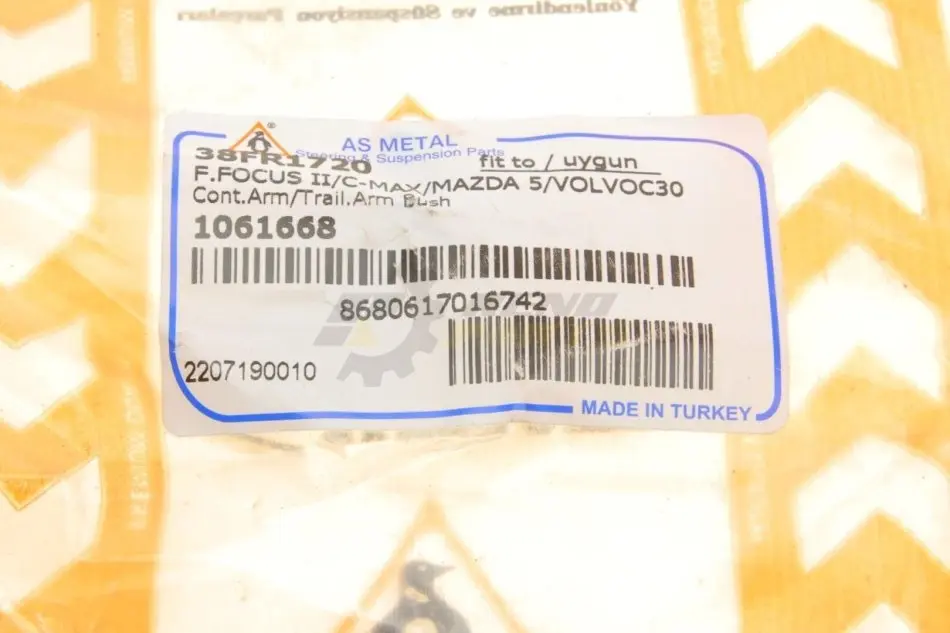 Yönlendirme ve Süspansiyon Parçaları
®
AS METAL
Steering & Suspension Parts
38FR1720
fit to / uygun
F.FOCUS II/C-MAX/MAZDA 5/VOLVOC30
Cont.Arm/Trail.Arm Bush
1061668
8680617016742
2207190010
MADE IN TURKEY